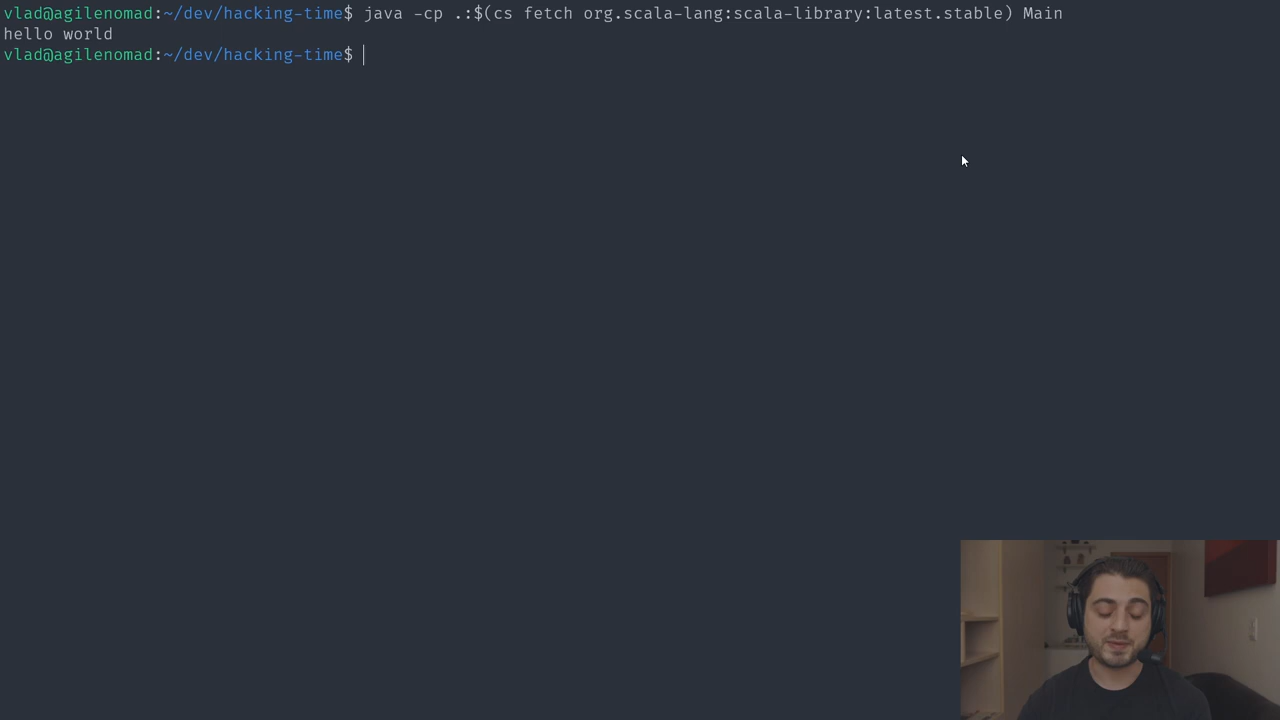 vlad@agilenomad:~/dev/hacking-time$ java -cp .:$(cs fetch org.scala-lang:scala-library:latest.stable) Main
hello world
vlad@agilenomad:~/dev/hacking-time$